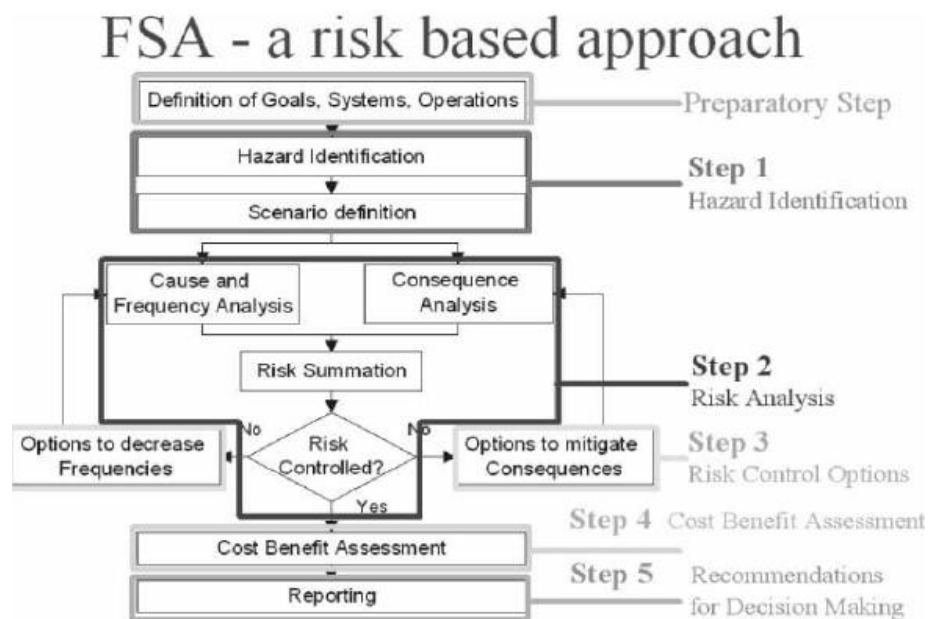 FSA - a risk based approach
Definition of Goals, Systems, Operations
Preparatory Step
Hazard Identification
Scenario definition
Step 1
Hazard Identification
Cause and
Frequency Analysis
Consequence
Analysis
Risk Summation
Step 2
Risk Analysis
No
No
Options to decrease
Frequencies
Risk
Controlled?
Options to mitigate
Consequences
Step 3
Risk Control Options
Yes
Step 4 Cost Benefit Assessment
Cost Benefit Assessment
Step 5 Recommendations
for Decision Making
Reporting